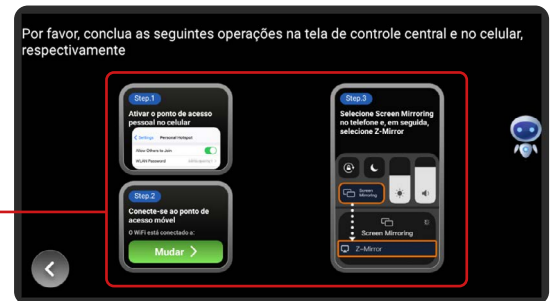 Por favor, conclua as seguintes operações na tela de controle central e no celular,
respectivamente
Step.1
Ativar o ponto de acesso
pessoal no celular
Settings Personal Hotspot
Allow Others to Join
WLAN Password
Step.2
Conecte-se ao ponto de
acesso móvel
O WiFi está conectado a:
Mudar
Step.3
Selecione Screen Mirroring
no telefone e, em seguida,
selecione Z-Mirror
Screen
Mirroring
Screen Mirroring
Z-Mirror